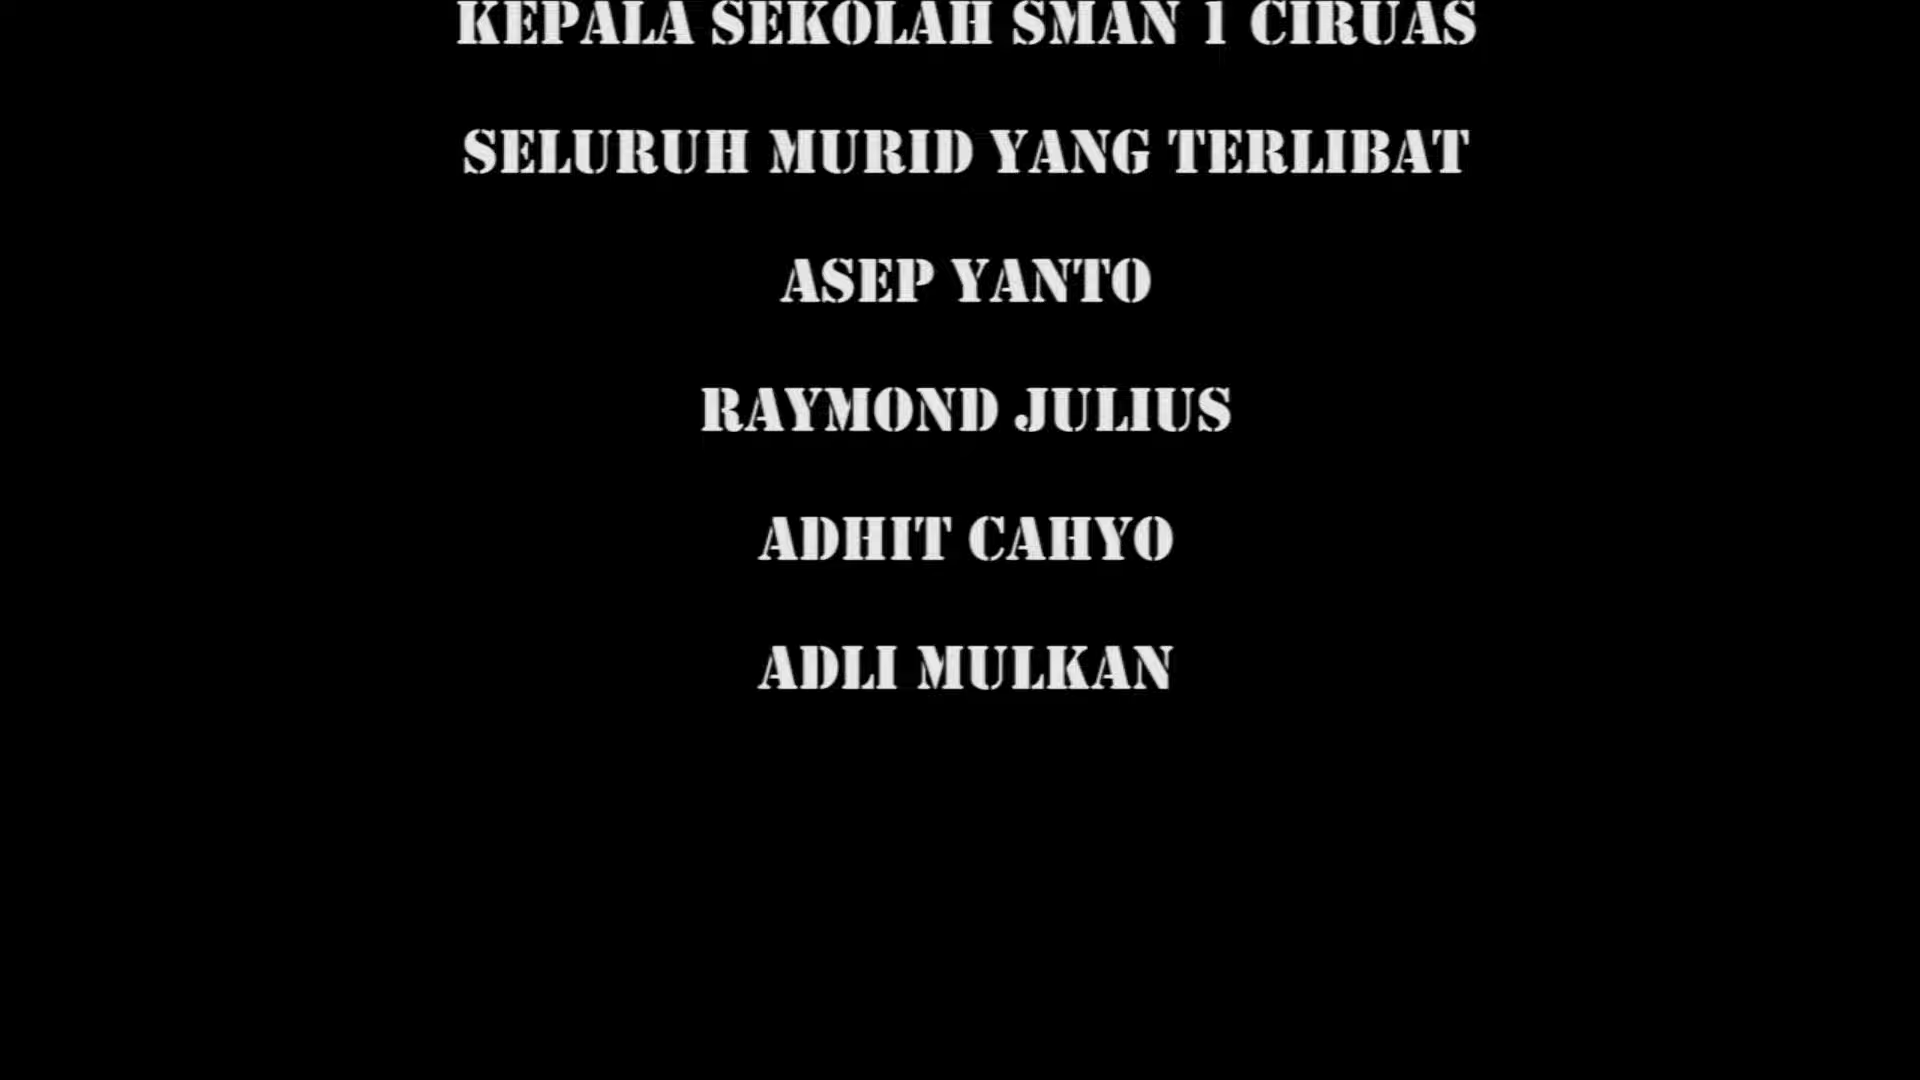 KEPALA SEKOLAH SMAN 1 CIRUAS
SELURUH MURID YANG TERLIBAT
ASEP YANTO
RAYMOND JULIUS
ADHIT CAHYO
ADLI MULKAN